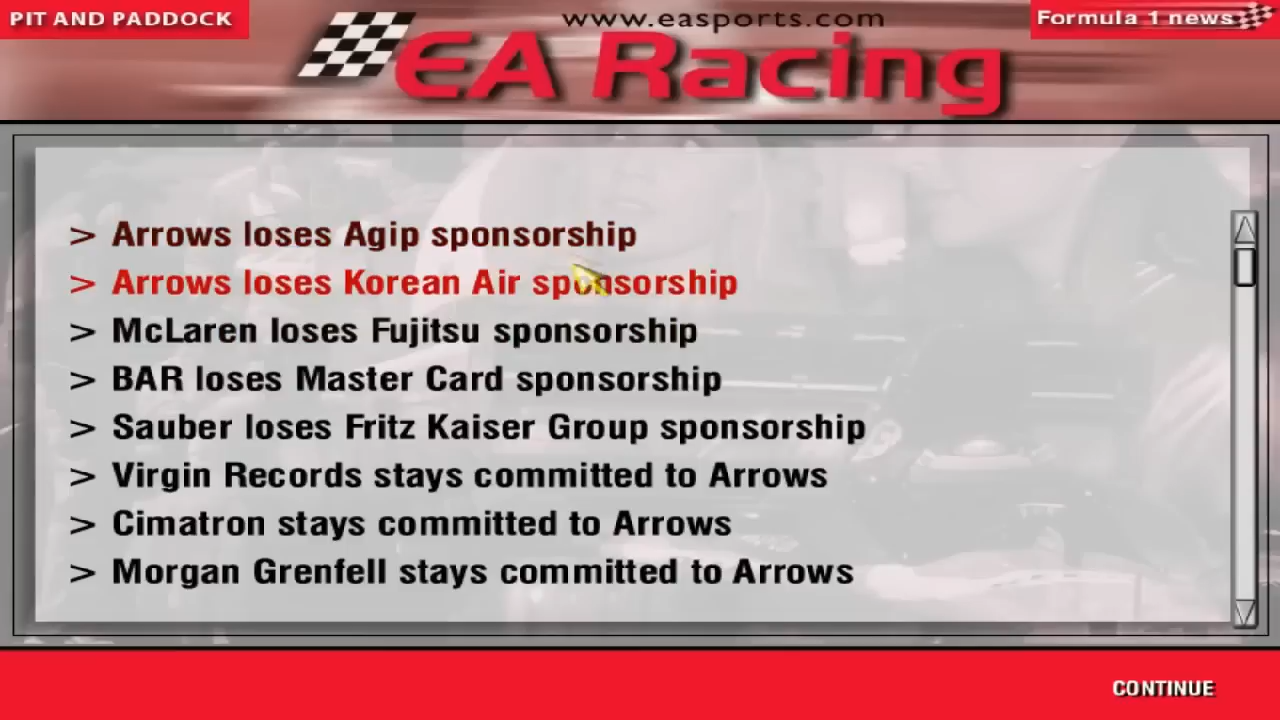 PIT AND PADDOCK
www.easports.com
Formula 1 news
EA Racing
> Arrows loses Agip sponsorship
> Arrows loses Korean Air sponsorship
> McLaren loses Fujitsu sponsorship
> BAR loses Master Card sponsorship
> Sauber loses Fritz Kaiser Group sponsorship
> Virgin Records stays committed to Arrows
> Cimatron stays committed to Arrows
> Morgan Grenfell stays committed to Arrows
CONTINUE